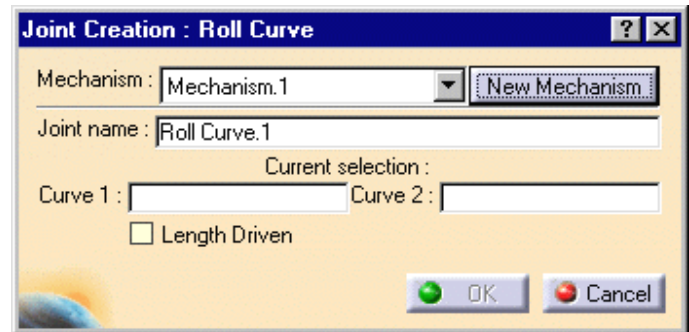 Joint Creation : Roll Curve ? X
Mechanism : Mechanism.1 New Mechanism
Joint name : Roll Curve.1
Current selection :
Curve 1 : Curve 2 :
Length Driven
OK Cancel